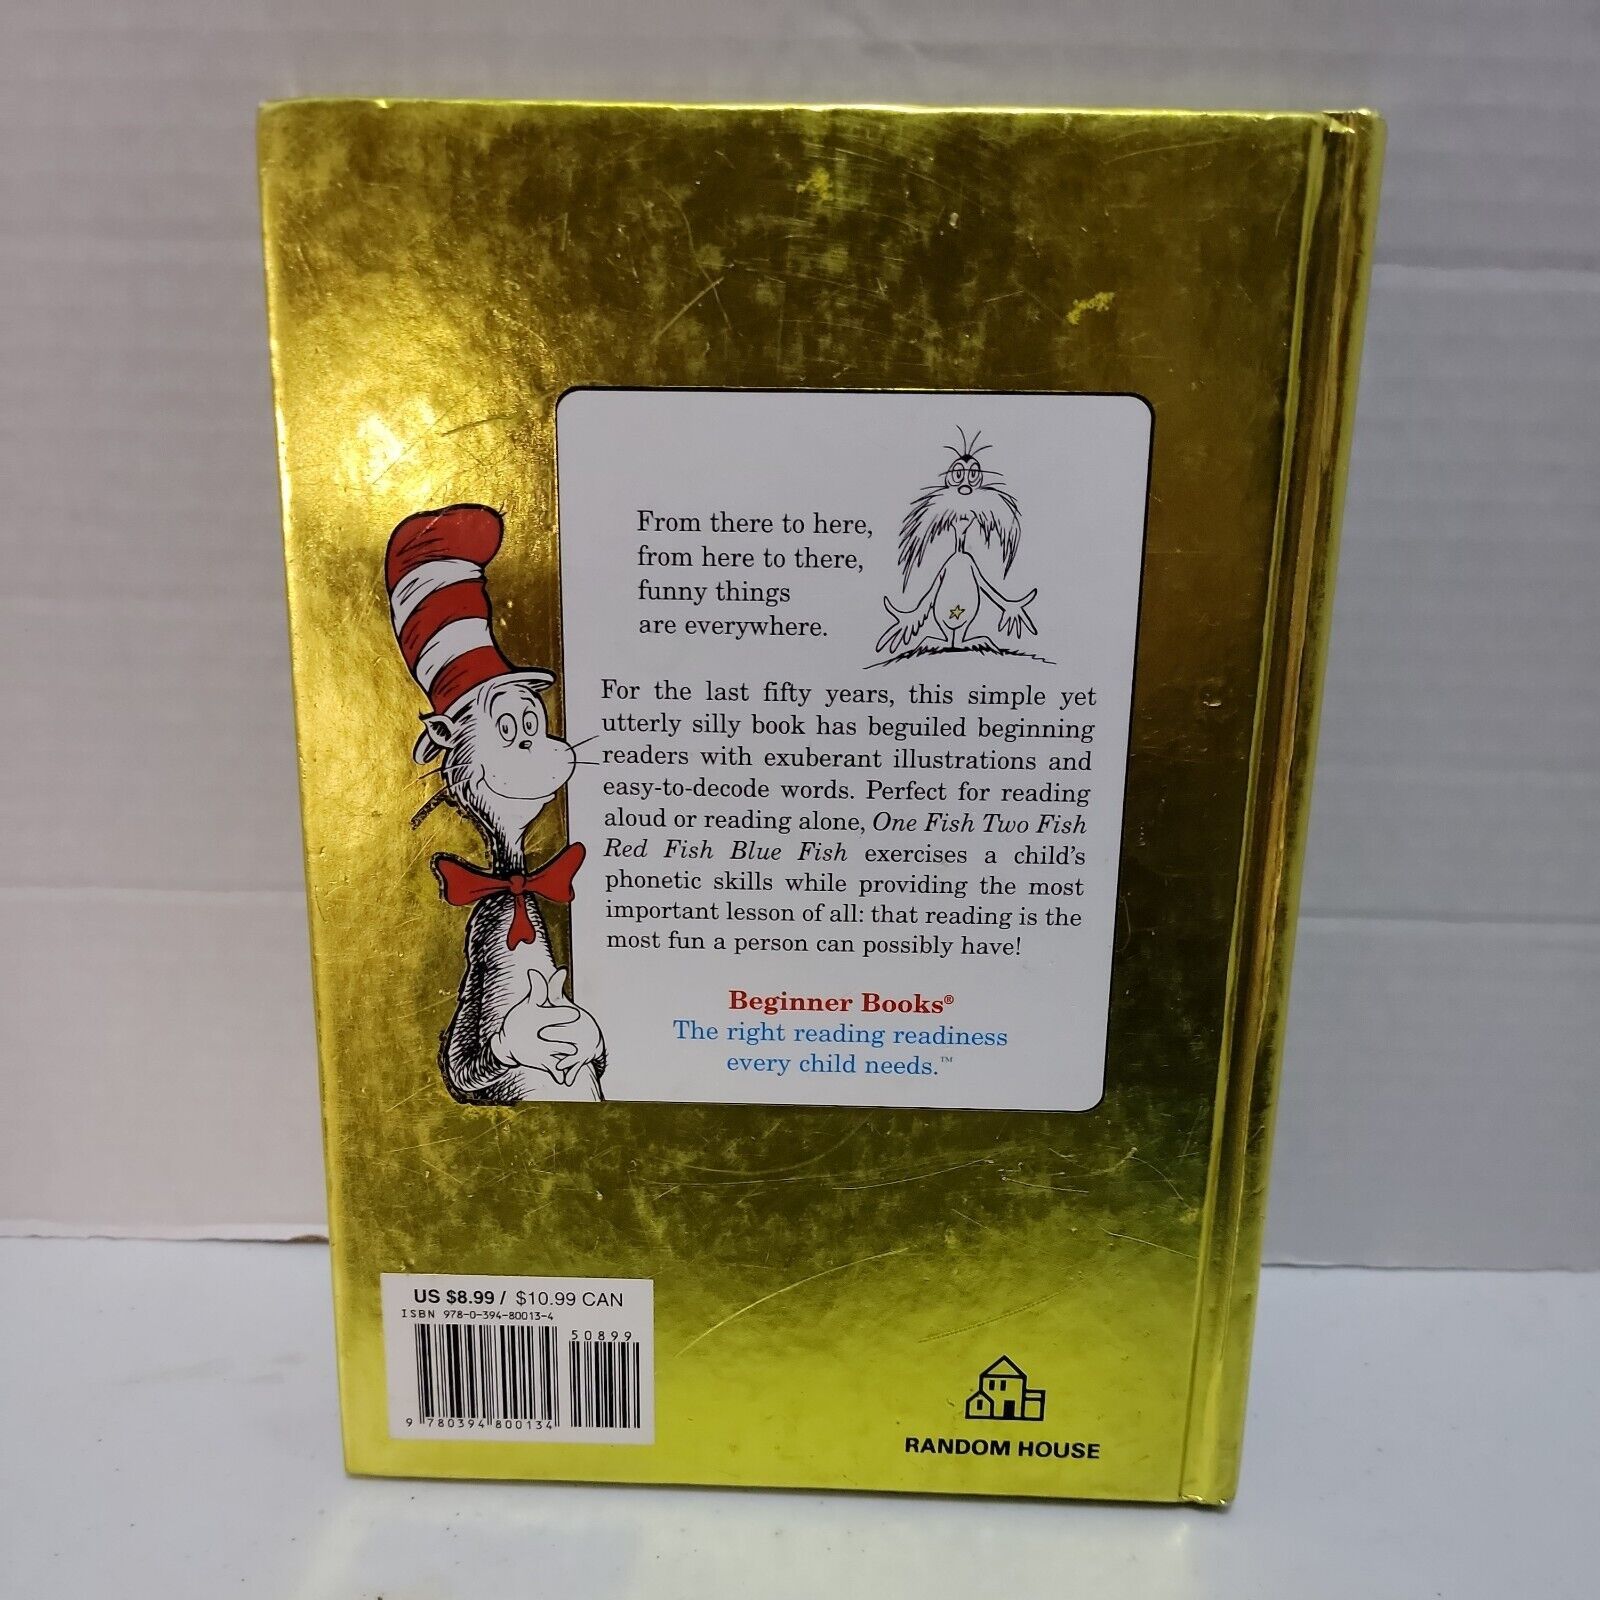 From there to here,
from here to there,
funny things
are everywhere.
For the last fifty years, this simple yet
utterly silly book has beguiled beginning
readers with exuberant illustrations and
easy-to-decode words. Perfect for reading
aloud or reading alone, One Fish Two Fish
Red Fish Blue Fish exercises a child's
phonetic skills while providing the most
important lesson of all: that reading is the
most fun a person can possibly have!
Beginner Books®
The right reading readiness
every child needs.™
US $8.99 / $10.99 CAN
ISBN 978-0-394-80013-4
50899
9 780394 800134
RANDOM HOUSE